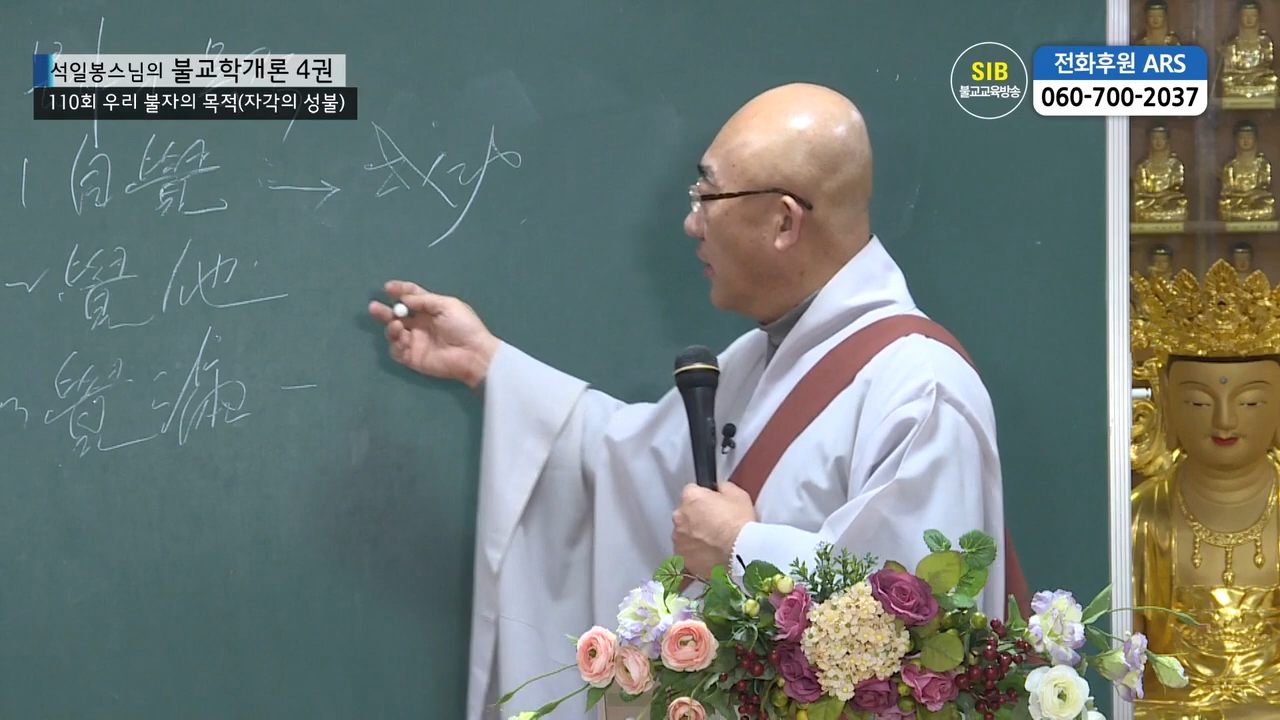 석일봉스님의 불교학개론 4권
110회 우리 불자의 목적(자각의 성불)
SIB
불교교육방송
전화후원 ARS
060-700-2037
1 自覺 →
2. 覺他
3 覺滿 -